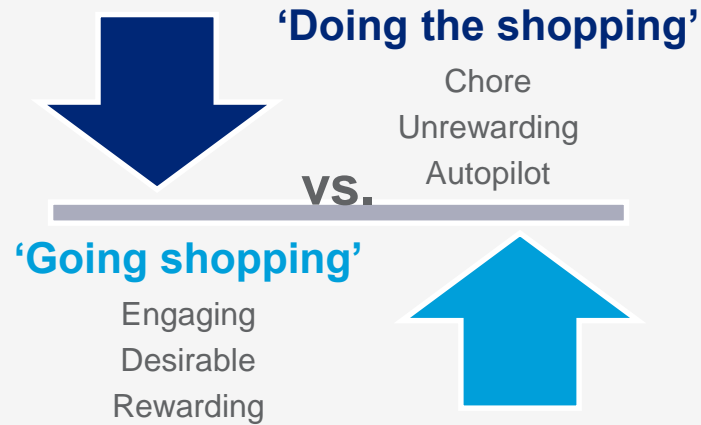 ‘Doing the shopping’
Chore
Unrewarding
Autopilot
vs.
‘Going shopping’
Engaging
Desirable
Rewarding